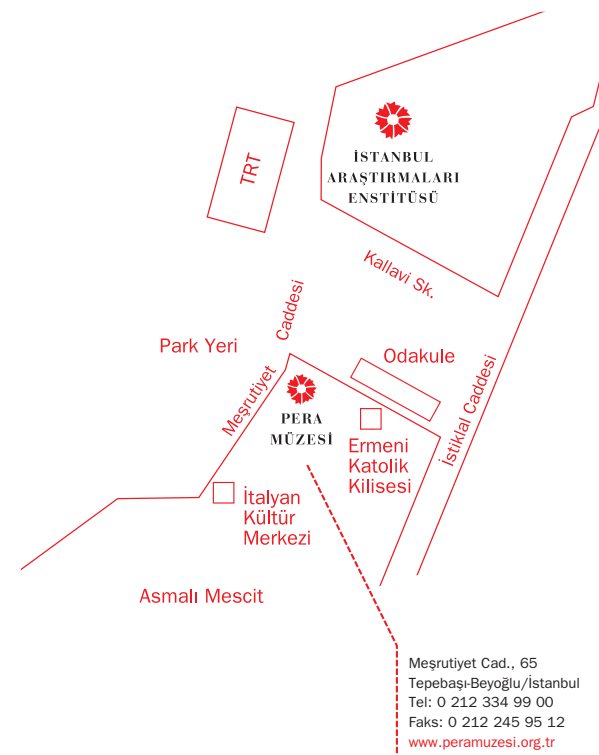 TRT
İSTANBUL
ARAŞTIRMALARI
ENSTİTÜSÜ
Kallavi Sk.
Caddesi
Park Yeri
Meşrutiyet
Odakule
İstiklal Caddesi
PERA
MÜZESİ
Ermeni
Katolik
Kilisesi
İtalyan
Kültür
Merkezi
Asmalı Mescit
Meşrutiyet Cad., 65
Tepebaşı-Beyoğlu/İstanbul
Tel: 0 212 334 99 00
Faks: 0 212 245 95 12
www.peramuzesi.org.tr